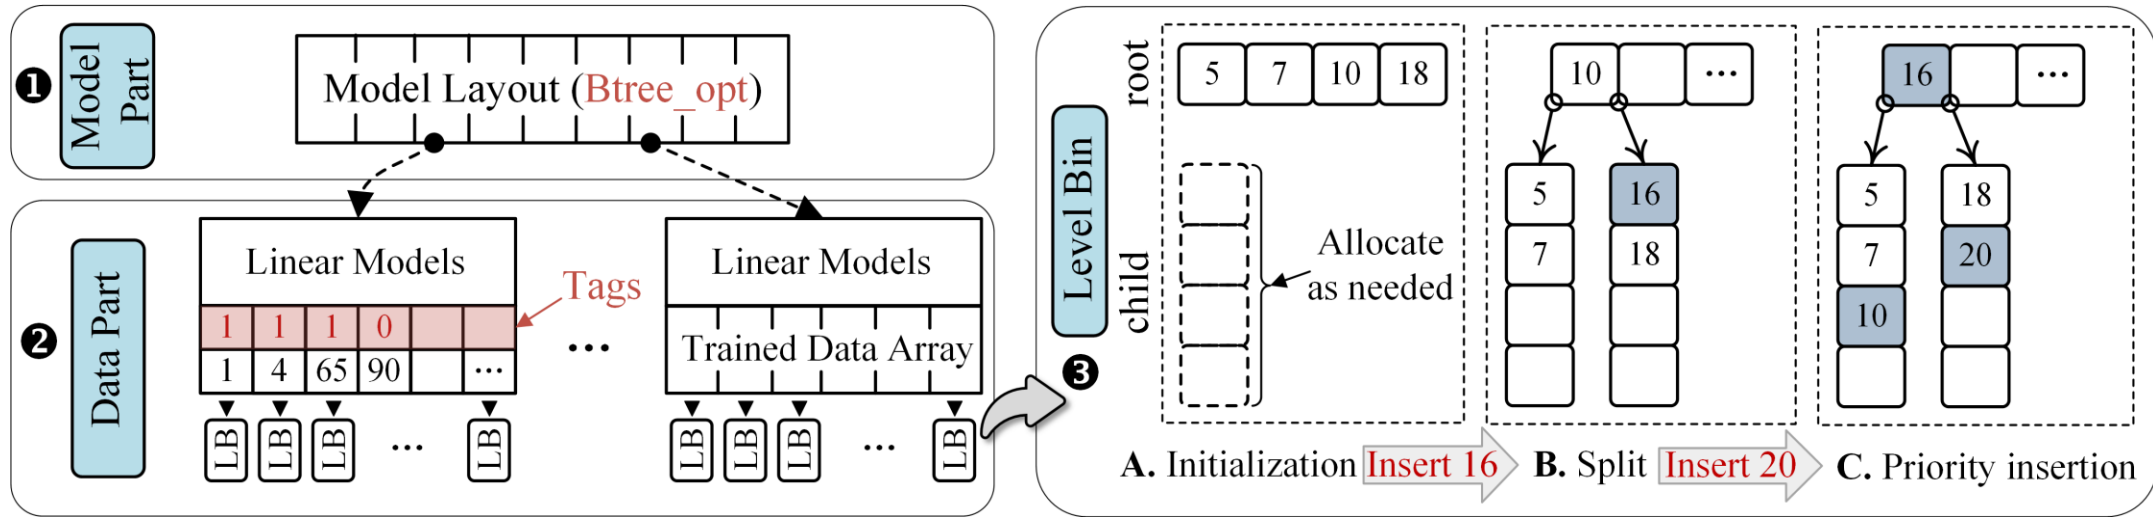 ❶
Model
Part
Model Layout (Btree_opt)
❷
Data Part
Linear Models
Tags
1 1 1 0
1 4 65 90 ...
LB LB LB ... LB
...
Linear Models
Trained Data Array
LB LB LB ... LB
❸
Level Bin
root
child
5 7 10 18
Allocate
as needed
A. Initialization
Insert 16
10 ...
5 16
7 18
B. Split
Insert 20
16 ...
5 18
7 20
10
C. Priority insertion